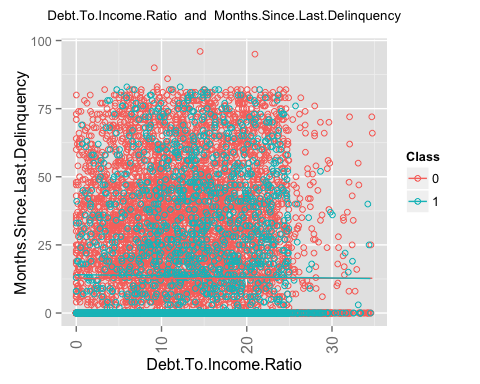 Debt.To.Income.Ratio and Months.Since.Last.Delinquency
100
75
50
25
0
Months.Since.Last.Delinquency
0
10
20
30
Debt.To.Income.Ratio
Class
0
1